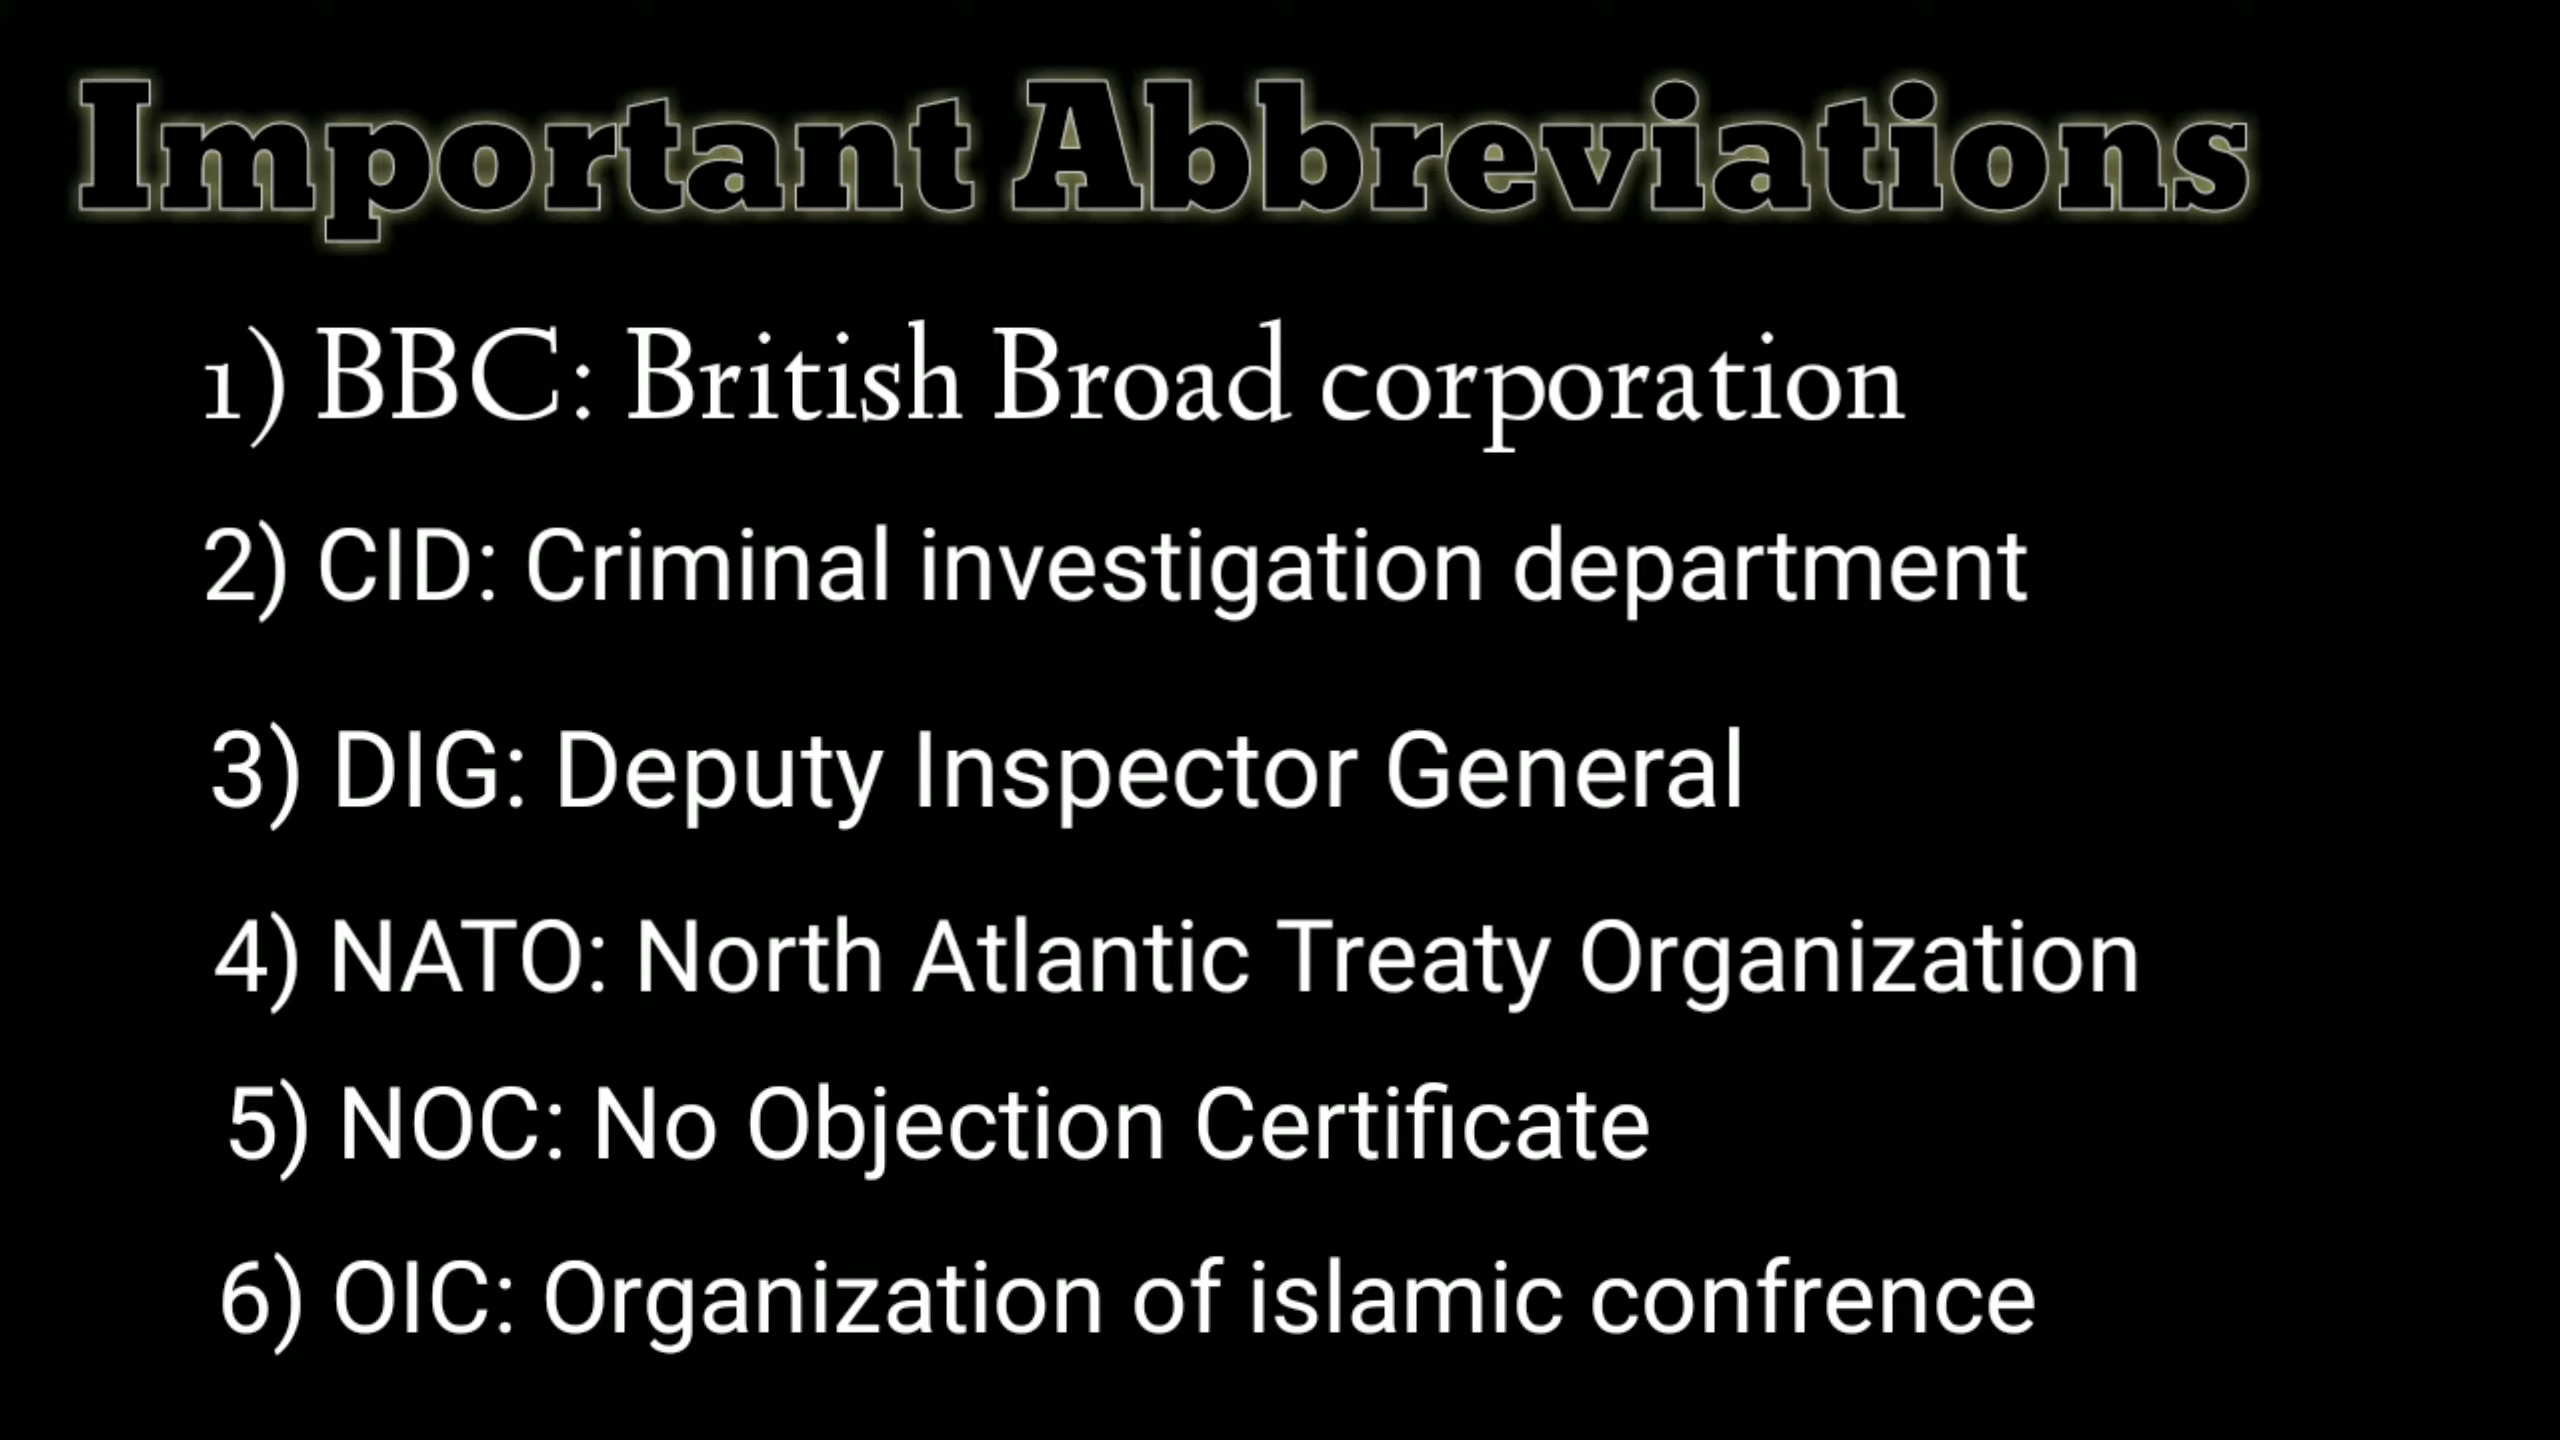 Important Abbreviations
1) BBC: British Broad corporation
2) CID: Criminal investigation department
3) DIG: Deputy Inspector General
4) NATO: North Atlantic Treaty Organization
5) NOC: No Objection Certificate
6) OIC: Organization of islamic confrence